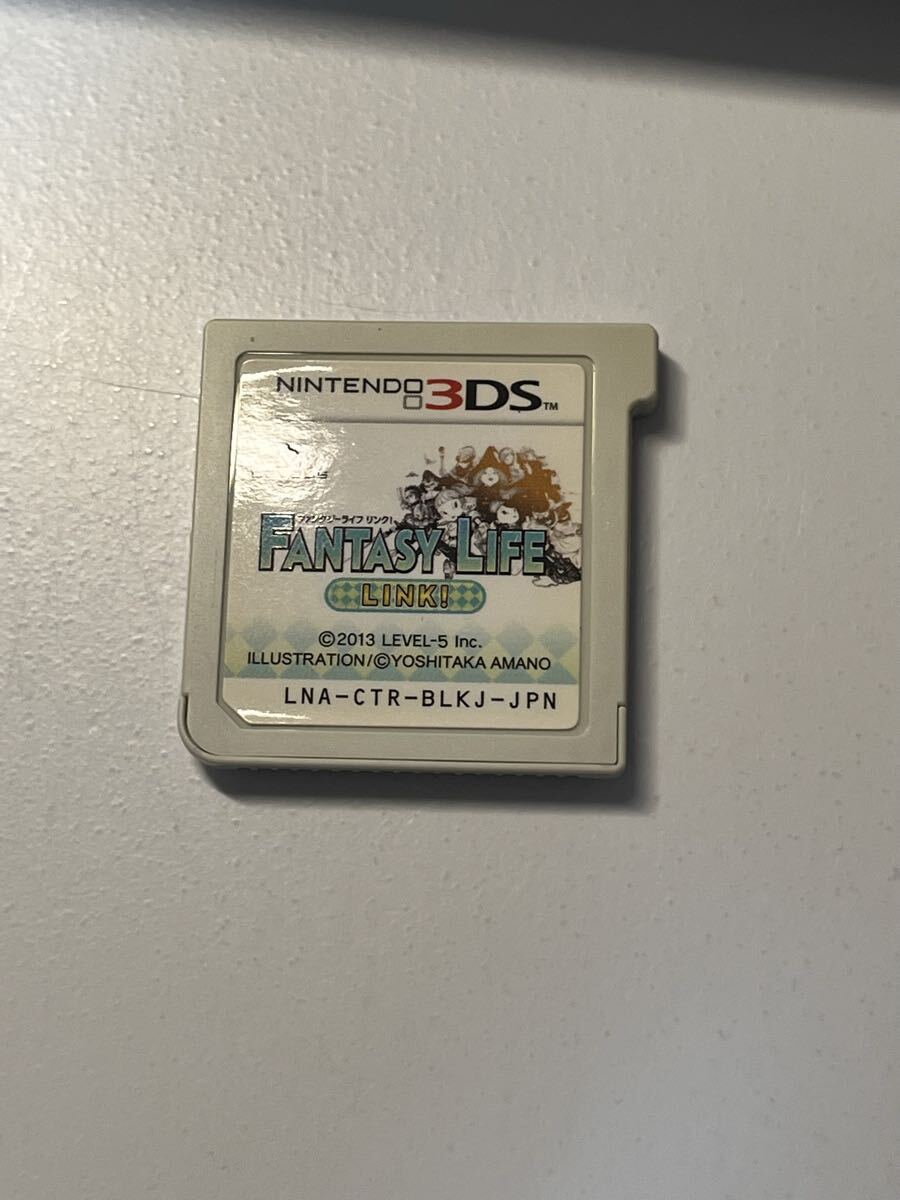 NINTENDO 3DS™
ファンタジーライフ リンク!
FANTASY LIFE
LINK!
©2013 LEVEL-5 Inc.
ILLUSTRATION/©YOSHITAKA AMANO
LNA-CTR-BLKJ-JPN